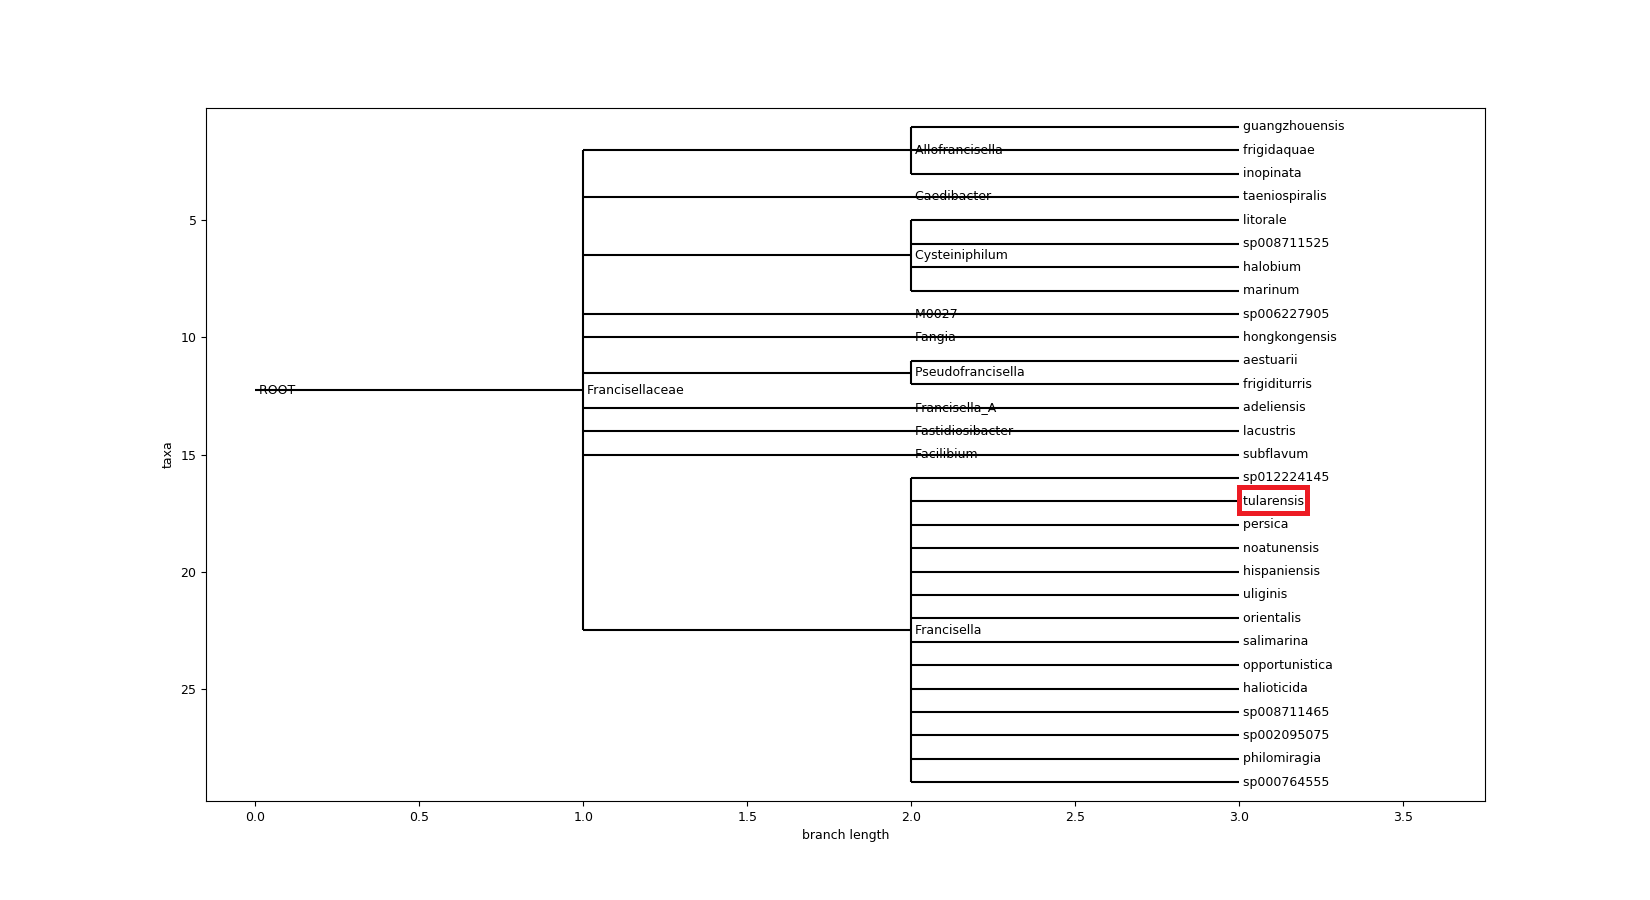 guangzhouensis
Allofrancisella frigidaquae
inopinata
Caedibacter taeniospiralis
5 litorale
sp008711525
Cysteiniphilum
halobium
marinum
M0027 sp006227905
10 Fangia hongkongensis
aestuarii
Pseudofrancisella
frigiditurris
ROOT Francisellaceae
Francisella_A adeliensis
Fastidiosibacter lacustris
taxa
15 Facilibium subflavum
sp012224145
tularensis
persica
noatunensis
20 hispaniensis
uliginis
orientalis
Francisella
salimarina
opportunistica
25 halioticida
sp008711465
sp002095075
philomiragia
sp000764555
0.0 0.5 1.0 1.5 2.0 2.5 3.0 3.5
branch length